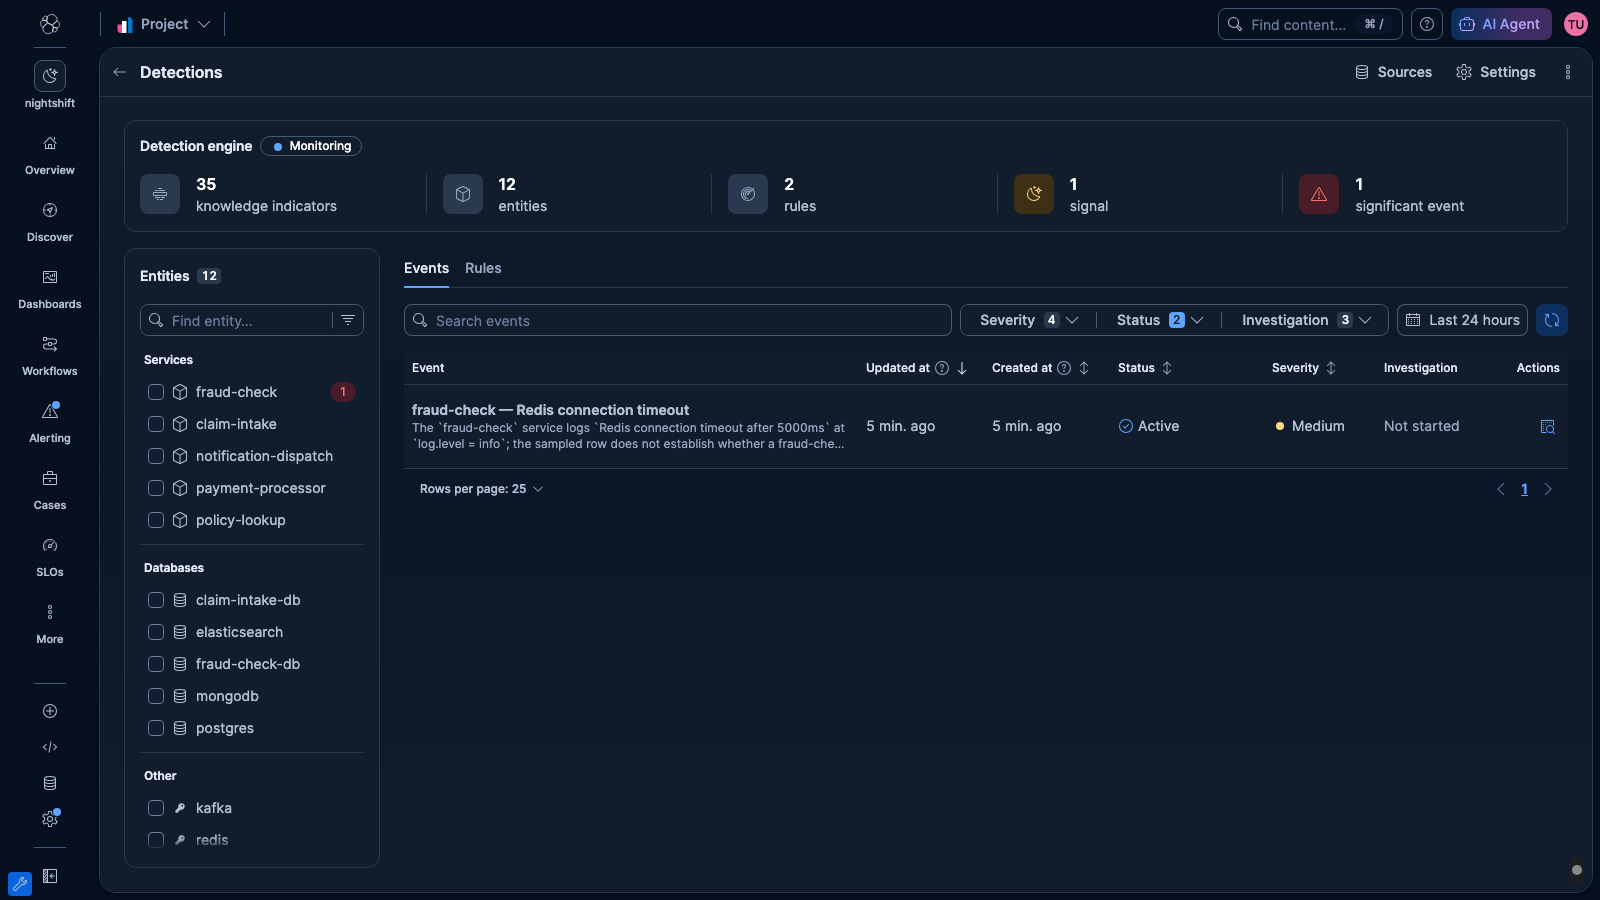 Project
Find content... ⌘ /
AI Agent
TU
nightshift
Overview
Discover
Dashboards
Workflows
Alerting
Cases
SLOs
More
Detections
Sources
Settings
Detection engine
Monitoring
35
knowledge indicators
12
entities
2
rules
1
signal
1
significant event
Entities 12
Find entity...
Services
fraud-check 1
claim-intake
notification-dispatch
payment-processor
policy-lookup
Databases
claim-intake-db
elasticsearch
fraud-check-db
mongodb
postgres
Other
kafka
redis
Events Rules
Search events
Severity 4
Status 2
Investigation 3
Last 24 hours
Event Updated at Created at Status Severity Investigation Actions
fraud-check — Redis connection timeout
The `fraud-check` service logs `Redis connection timeout after 5000ms` at
`log.level = info`; the sampled row does not establish whether a fraud-che...
5 min. ago
5 min. ago
Active
Medium
Not started
Rows per page: 25
1